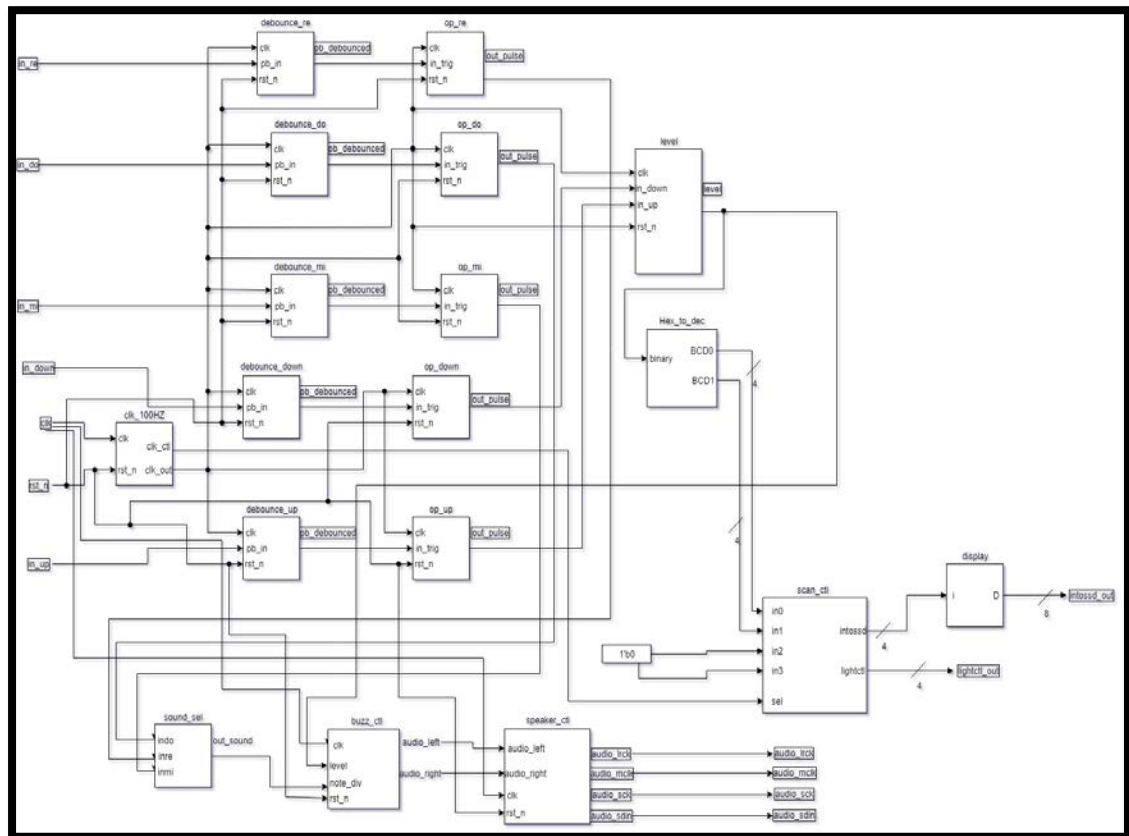 debounce_re
clk
pb_in
rst_n
pb_debounced
op_re
clk
in_trig
rst_n
out_pulse
in_re
debounce_do
clk
pb_in
rst_n
pb_debounced
op_do
clk
in_trig
rst_n
out_pulse
in_do
level
clk
in_down
in_up
rst_n
level
debounce_mi
clk
pb_in
rst_n
pb_debounced
op_mi
clk
in_trig
rst_n
out_pulse
in_mi
Hex_to_dec
binary
BCD0
BCD1
4
4
in_down
debounce_down
clk
pb_in
rst_n
pb_debounced
op_down
clk
in_trig
rst_n
out_pulse
clk
clk_100HZ
clk
rst_n
clk_ctl
clk_out
rst_n
debounce_up
clk
pb_in
rst_n
pb_debounced
op_up
clk
in_trig
rst_n
out_pulse
in_up
scan_ctl
in0
in1
in2
in3
sel
intossd
lightctl
1'b0
4
4
display
i
D
8
intossd_out
lightctl_out
sound_sel
indo
inre
inmi
out_sound
buzz_ctl
clk
level
note_div
rst_n
audio_left
audio_right
speaker_ctl
audio_left
audio_right
clk
rst_n
audio_lrck
audio_mclk
audio_sck
audio_sdin
audio_lrck
audio_mclk
audio_sck
audio_sdin